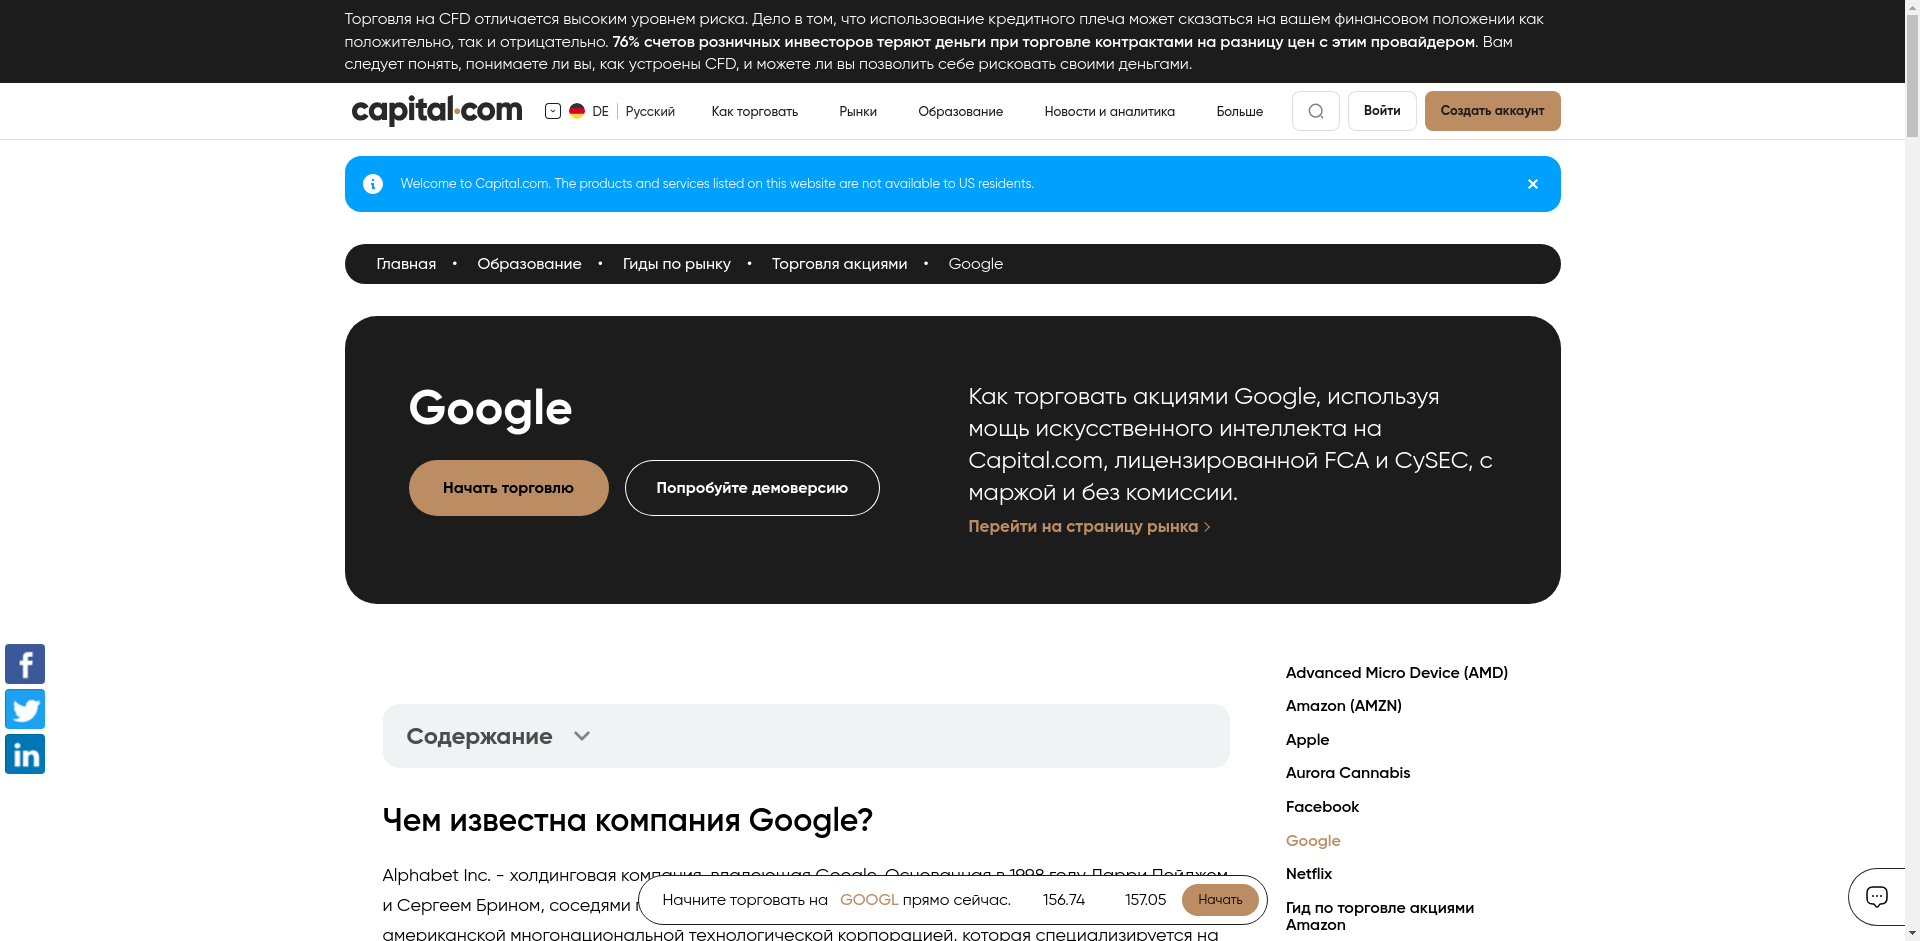 Торговля на CFD отличается высоким уровнем риска. Дело в том, что использование кредитного плеча может сказаться на вашем финансовом положении как
положительно, так и отрицательно. 76% счетов розничных инвесторов теряют деньги при торговле контрактами на разницу цен с этим провайдером. Вам
следует понять, понимаете ли вы, как устроены CFD, и можете ли вы позволить себе рисковать своими деньгами.
capital.com
DE
Русский
Как торговать
Рынки
Образование
Новости и аналитика
Больше
Войти
Создать аккаунт
Welcome to Capital.com. The products and services listed on this website are not available to US residents.
Главная • Образование • Гиды по рынку • Торговля акциями • Google
Google
Начать торговлю
Попробуйте демоверсию
Как торговать акциями Google, используя
мощь искусственного интеллекта на
Capital.com, лицензированной FCA и CySEC, с
маржой и без комиссии.
Перейти на страницу рынка
Содержание
Чем известна компания Google?
Alphabet Inc. - холдинговая компания, владеющая Google. Основанная в 1998 году Ларри Пейджем
и Сергеем Брином, соседями
американской многонациональной технологической корпорацией, которая специализируется на
Advanced Micro Device (AMD)
Amazon (AMZN)
Apple
Aurora Cannabis
Facebook
Google
Netflix
Гид по торговле акциями
Amazon
Начните торговать на GOOGL прямо сейчас.
156.74
157.05
Начать